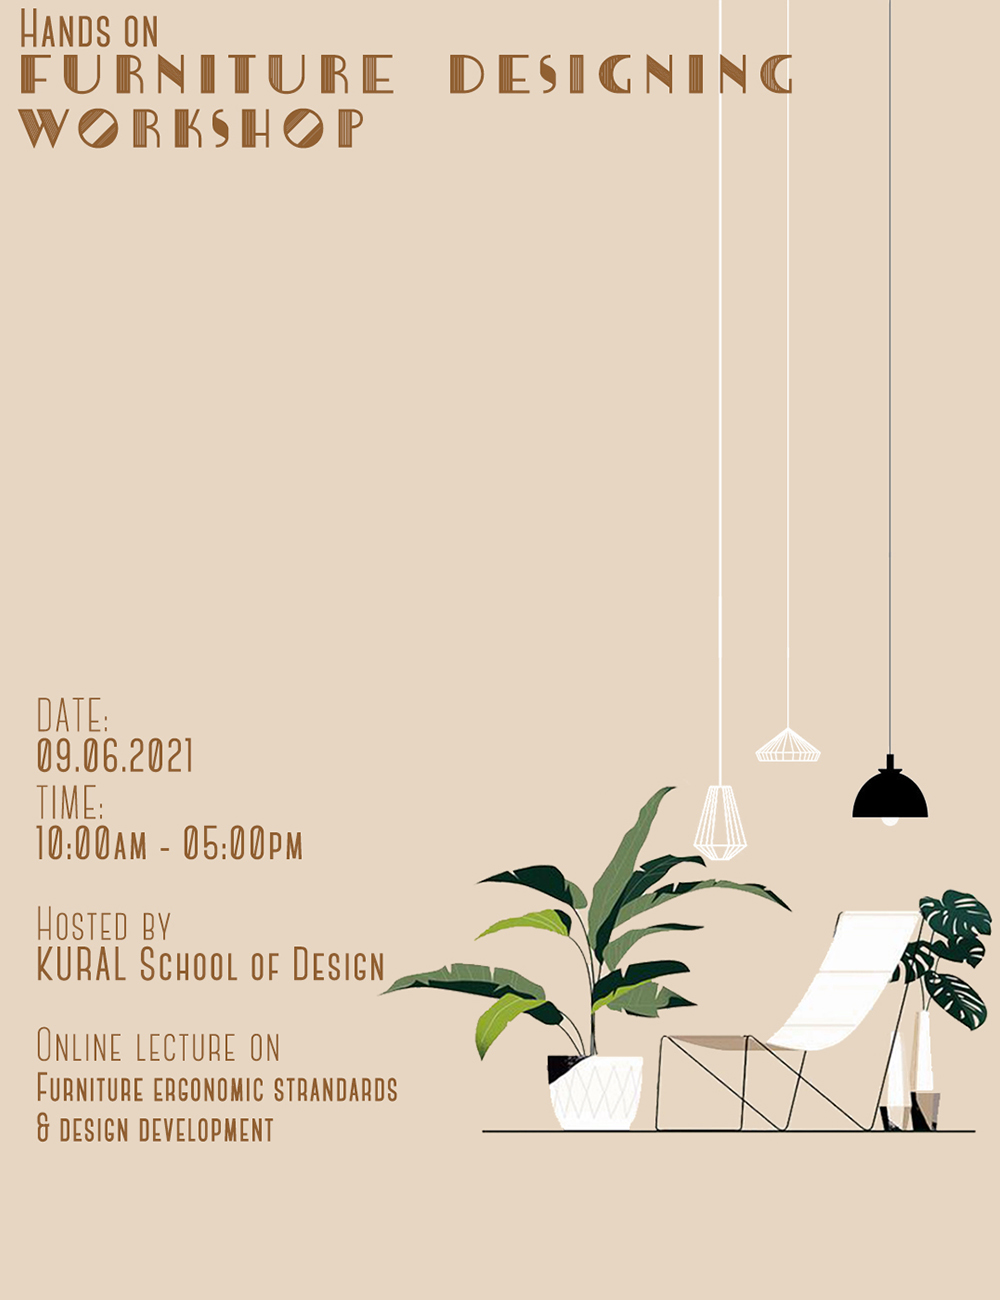 Hands on
FURNITURE DESIGNING
WORKSHOP
DATE:
09.06.2021
TIME:
10:00AM - 05:00PM
Hosted by
KURAL School of Design
Online lecture on
Furniture ergonomic strandards
& design development